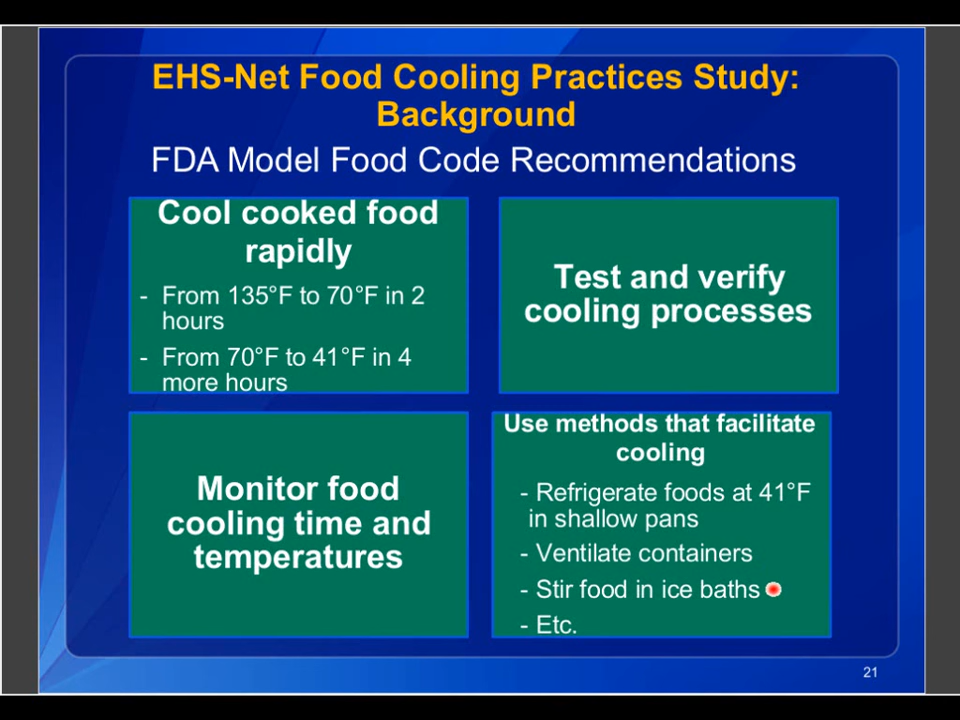 EHS-Net Food Cooling Practices Study:
Background
FDA Model Food Code Recommendations
Cool cooked food
rapidly
- From 135°F to 70°F in 2
hours
- From 70°F to 41°F in 4
more hours
Test and verify
cooling processes
Monitor food
cooling time and
temperatures
Use methods that facilitate
cooling
- Refrigerate foods at 41°F
in shallow pans
- Ventilate containers
- Stir food in ice baths
- Etc.
21